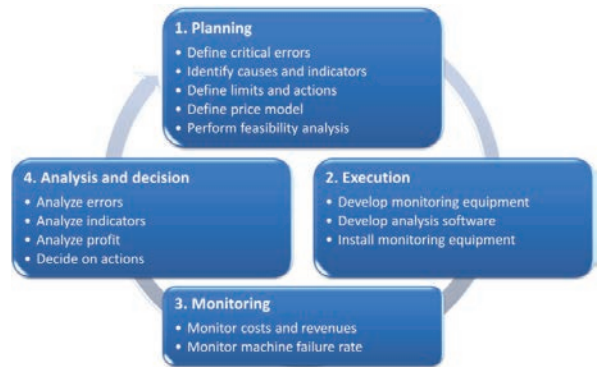 1. Planning
• Define critical errors
• Identify causes and indicators
• Define limits and actions
• Define price model
• Perform feasibility analysis
2. Execution
• Develop monitoring equipment
• Develop analysis software
• Install monitoring equipment
3. Monitoring
• Monitor costs and revenues
• Monitor machine failure rate
4. Analysis and decision
• Analyze errors
• Analyze indicators
• Analyze profit
• Decide on actions